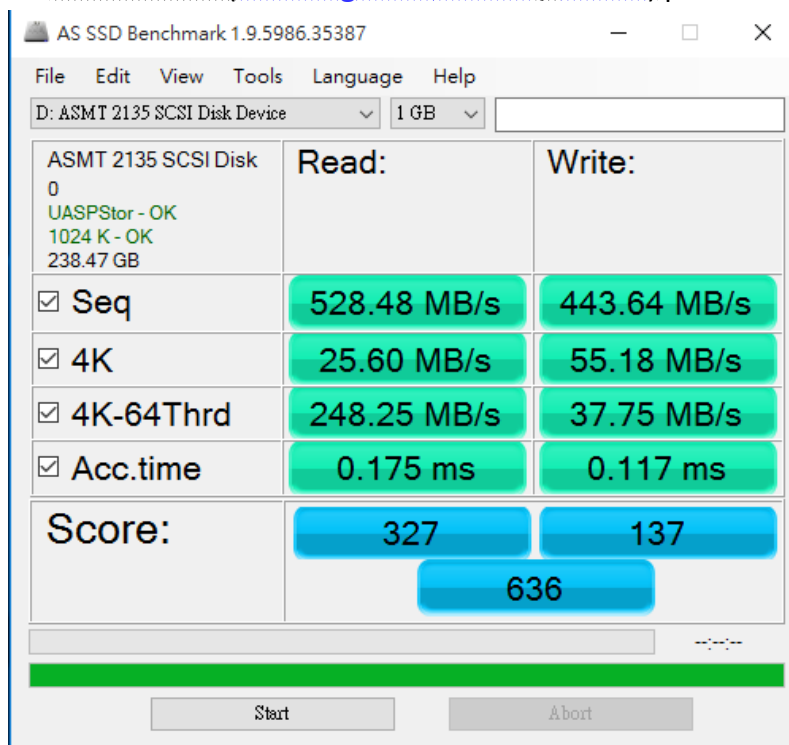 AS SSD Benchmark 1.9.5986.35387
File Edit View Tools Language Help
D: ASMT 2135 SCSI Disk Device 1 GB
ASMT 2135 SCSI Disk Read: Write:
0
UASPStor - OK
1024 K - OK
238.47 GB
Seq 528.48 MB/s 443.64 MB/s
4K 25.60 MB/s 55.18 MB/s
4K-64Thrd 248.25 MB/s 37.75 MB/s
Acc.time 0.175 ms 0.117 ms
Score: 327 137
636
--:--:--
Start Abort